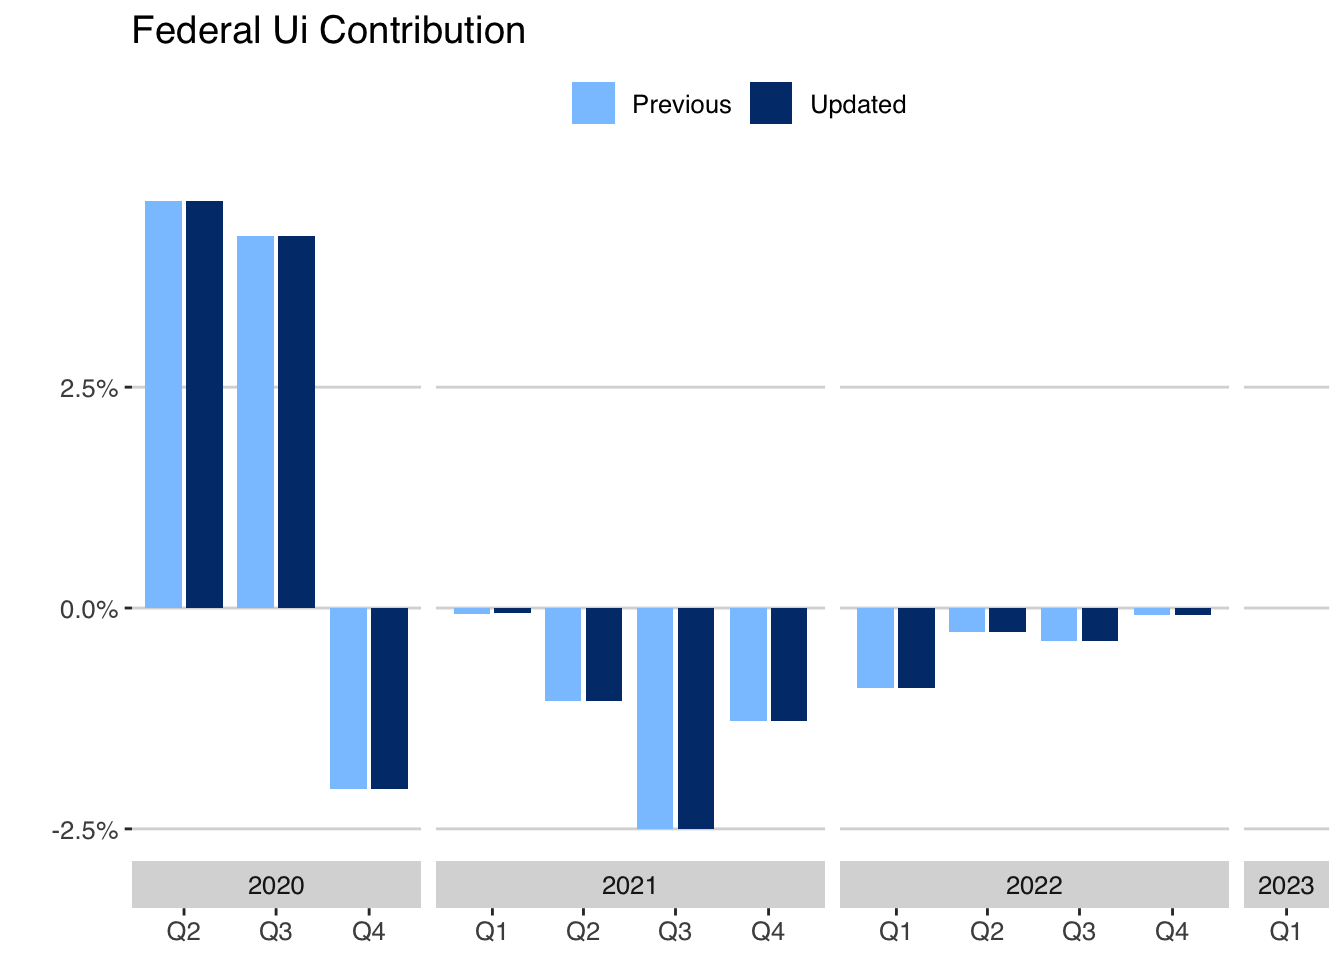 Federal Ui Contribution
Previous Updated
2.5%
0.0%
-2.5%
2020 2021 2022 2023
Q2 Q3 Q4 Q1 Q2 Q3 Q4 Q1 Q2 Q3 Q4 Q1